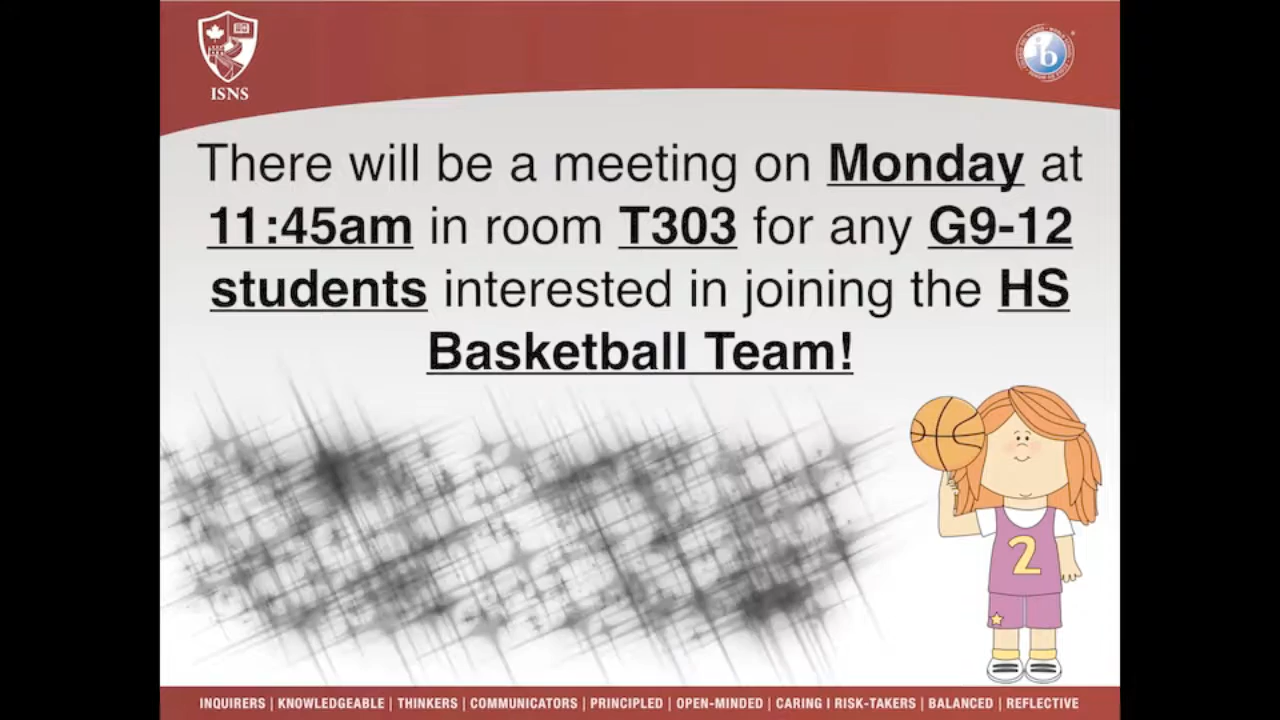 ISNS
ib
There will be a meeting on Monday at
11:45am in room T303 for any G9-12
students interested in joining the HS
Basketball Team!
2
INQUIRERS | KNOWLEDGEABLE | THINKERS | COMMUNICATORS | PRINCIPLED | OPEN-MINDED | CARING I RISK-TAKERS | BALANCED | REFLECTIVE